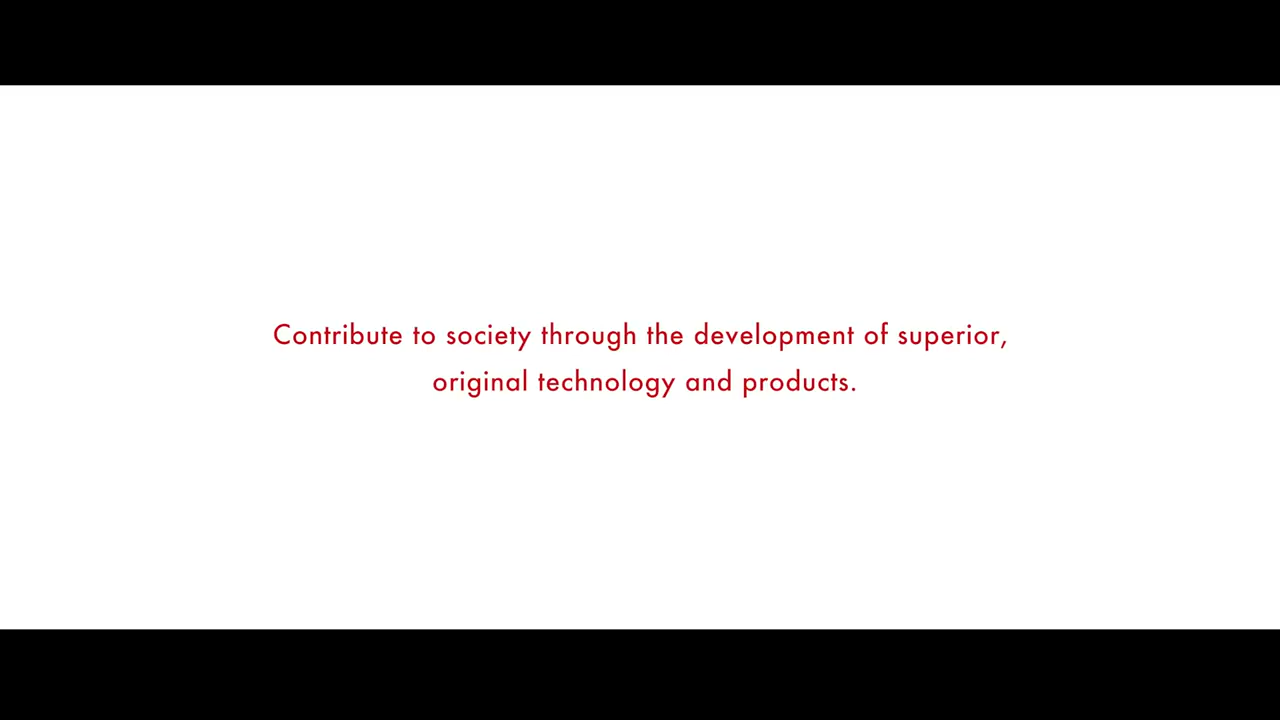 Contribute to society through the development of superior,
original technology and products.